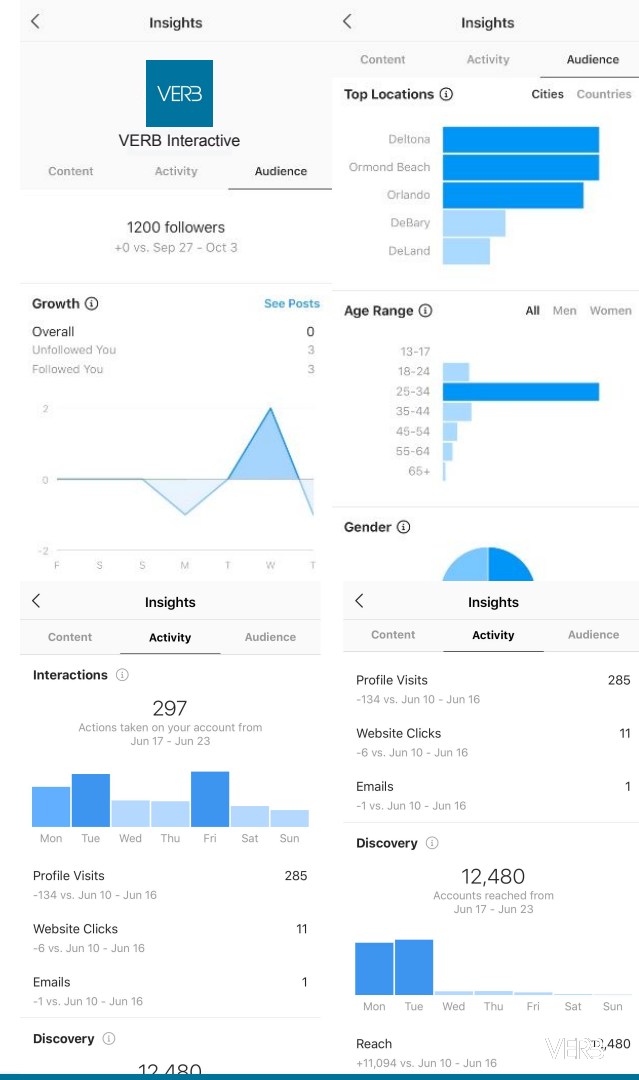 Insights
VERB
VERB Interactive
Content Activity Audience
1200 followers
+0 vs. Sep 27 - Oct 3
Growth See Posts
Overall 0
Unfollowed You 3
Followed You 3
2
0
-2
F S S M T W T
Insights
Content Activity Audience
Top Locations Cities Countries
Deltona
Ormond Beach
Orlando
DeBary
DeLand
Age Range All Men Women
13-17
18-24
25-34
35-44
45-54
55-64
65+
Gender
Insights
Content Activity Audience
Interactions
297
Actions taken on your account from
Jun 17 - Jun 23
Mon Tue Wed Thu Fri Sat Sun
Profile Visits 285
-134 vs. Jun 10 - Jun 16
Website Clicks 11
-6 vs. Jun 10 - Jun 16
Emails 1
-1 vs. Jun 10 - Jun 16
Discovery
12,480
Insights
Content Activity Audience
Profile Visits 285
-134 vs. Jun 10 - Jun 16
Website Clicks 11
-6 vs. Jun 10 - Jun 16
Emails 1
-1 vs. Jun 10 - Jun 16
Discovery
12,480
Accounts reached from
Jun 17 - Jun 23
Mon Tue Wed Thu Fri Sat Sun
Reach 12,480
+11,094 vs. Jun 10 - Jun 16
VERB